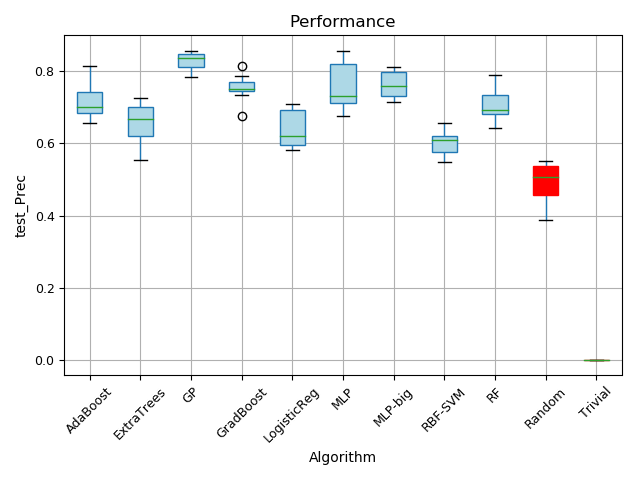 Performance
test_Prec
0.8
0.6
0.4
0.2
0.0
AdaBoost
ExtraTrees
GP
GradBoost
LogisticReg
MLP
MLP-big
RBF-SVM
RF
Random
Trivial
Algorithm